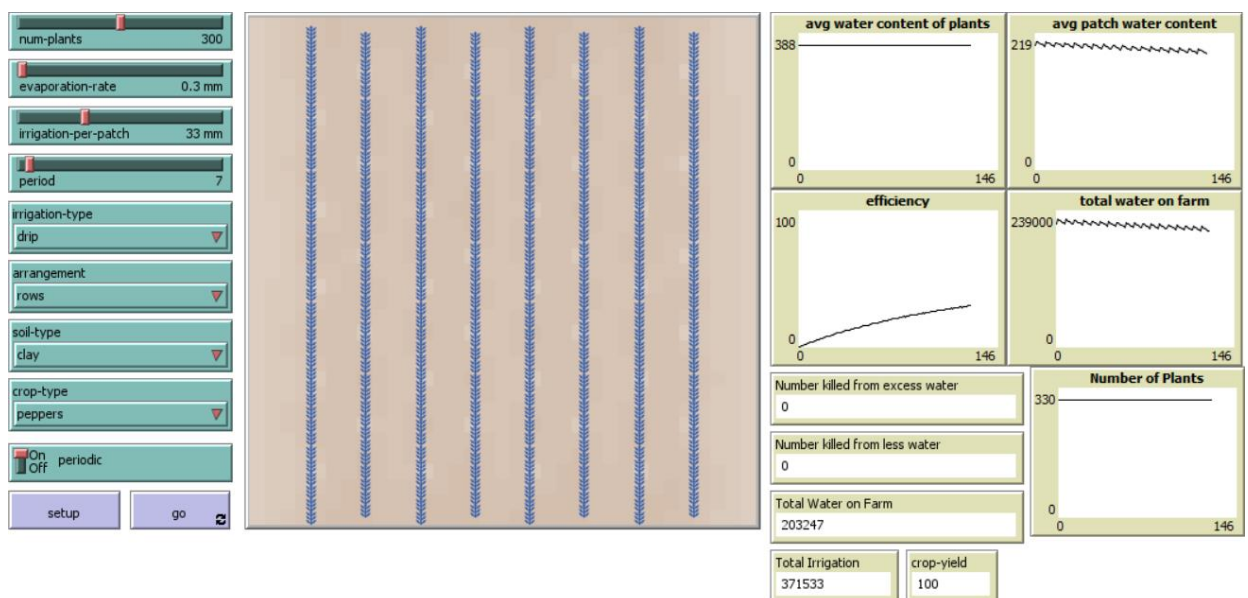 num-plants 300
evaporation-rate 0.3 mm
irrigation-per-patch 33 mm
period 7
irrigation-type
drip
arrangement
rows
soil-type
clay
crop-type
peppers
On
Off
periodic
setup
go
avg water content of plants
388
0
0 146
avg patch water content
219
0
0 146
efficiency
100
0
0 146
total water on farm
239000
0
0 146
Number killed from excess water
0
Number killed from less water
0
Total Water on Farm
203247
Total Irrigation
371533
crop-yield
100
Number of Plants
330
0
0 146